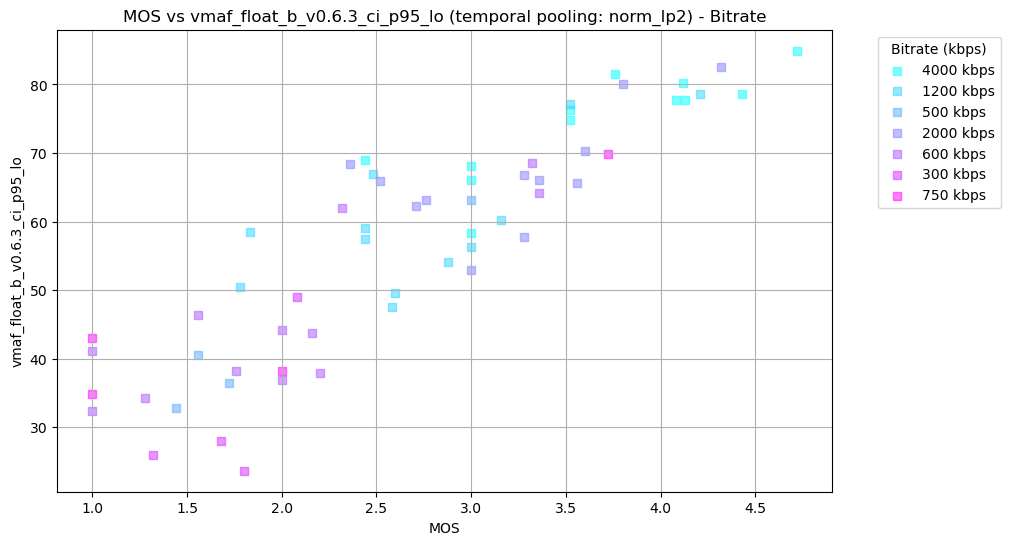 MOS vs vmaf_float_b_v0.6.3_ci_p95_lo (temporal pooling: norm_lp2) - Bitrate
Bitrate (kbps)
4000 kbps
1200 kbps
500 kbps
2000 kbps
600 kbps
300 kbps
750 kbps
vmaf_float_b_v0.6.3_ci_p95_lo
80
70
60
50
40
30
1.0 1.5 2.0 2.5 3.0 3.5 4.0 4.5
MOS